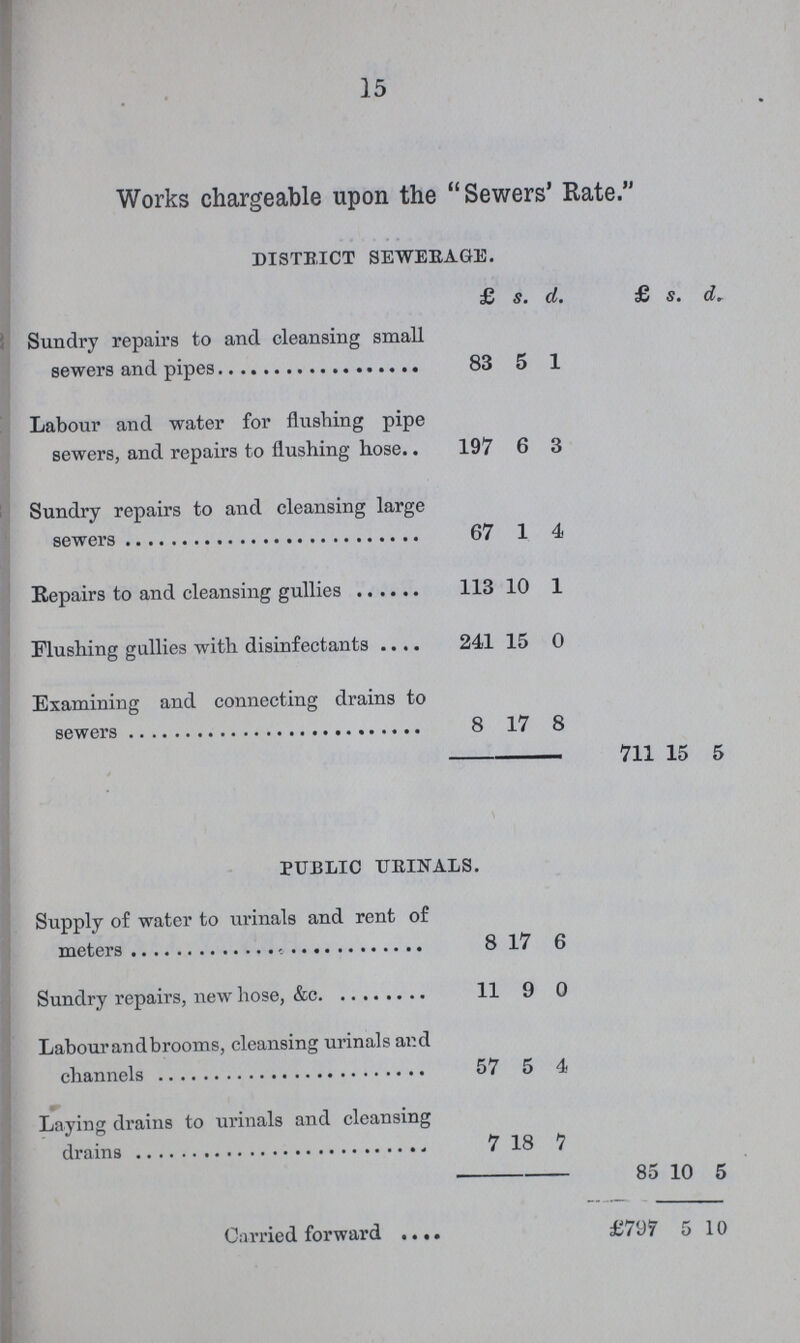 15
Works chargeable upon the "Sewers' Rate."
DISTRICT SEWERAGE.
£ s. d. £ s. d.
Sundry repairs to and cleansing small
sewers and pipes.................. 83 5 1
Labour and water for flushing pipe
sewers, and repairs to flushing hose.. 197 6 3
Sundry repairs to and cleansing large
sewers .......................... 67 1 4
Repairs to and cleansing gullies ...... 113 10 1
Flushing gullies with disinfectants .... 241 15 0
Examining and connecting drains to
sewers .......................... 8 17 8
711 15 5
PUBLIC URINALS.
Supply of water to urinals and rent of
meters .......................... 8 17 6
Sundry repairs, new hose, &c. ........ 11 9 0
Labour and brooms, cleansing urinals and
channels ........................ 57 5 4
Laying drains to urinals and cleansing
drains .......................... 7 18 7
85 10 5
Carried forward .... £797 5 10